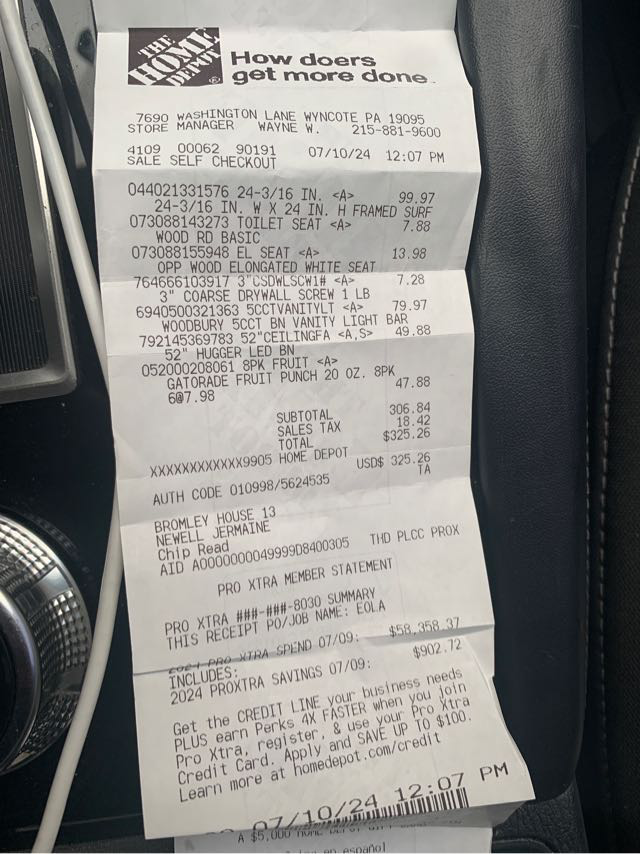 THE
HOME
DEPOT
How doers
get more done.
7690 WASHINGTON LANE WYNCOTE PA 19095
STORE MANAGER WAYNE W. 215-881-9600
4109 00062 90191 07/10/24 12:07 PM
SALE SELF CHECKOUT
044021331576 24-3/16 IN. <A> 99.97
24-3/16 IN. W X 24 IN. H FRAMED SURF
073088143273 TOILET SEAT <A> 7.88
WOOD RD BASIC
073088155948 EL SEAT <A> 13.98
OPP WOOD ELONGATED WHITE SEAT
764666103917 3"CSDWLSCW1# <A> 7.28
3" COARSE DRYWALL SCREW 1 LB
6940500321363 5CCTVANITYLT <A> 79.97
WOODBURY 5CCT BN VANITY LIGHT BAR
792145369783 52"CEILINGFA <A,S> 49.88
52" HUGGER LED BN
052000208061 8PK FRUIT <A>
GATORADE FRUIT PUNCH 20 OZ. 8PK
6@7.98 47.88
SUBTOTAL 306.84
SALES TAX 18.42
TOTAL $325.26
XXXXXXXXXXXX9905 HOME DEPOT
USD$ 325.26
AUTH CODE 010998/5624535 TA
BROMLEY HOUSE 13
NEWELL JERMAINE
Chip Read
AID A0000000049999D8400305 THD PLCC PROX
PRO XTRA MEMBER STATEMENT
PRO XTRA ###-###-8030 SUMMARY
THIS RECEIPT PO/JOB NAME: EOLA
2024 PRO XTRA SPEND 07/09: $58,358.37
INCLUDES:
2024 PROXTRA SAVINGS 07/09: $902.72
Get the CREDIT LINE your business needs
PLUS earn Perks 4X FASTER when you join
Pro Xtra, register, & use your Pro Xtra
Credit Card. Apply and SAVE UP TO $100.
Learn more at homedepot.com/credit
07/10/24 12:07 PM
A $5,000 HOME DEPOT
en español